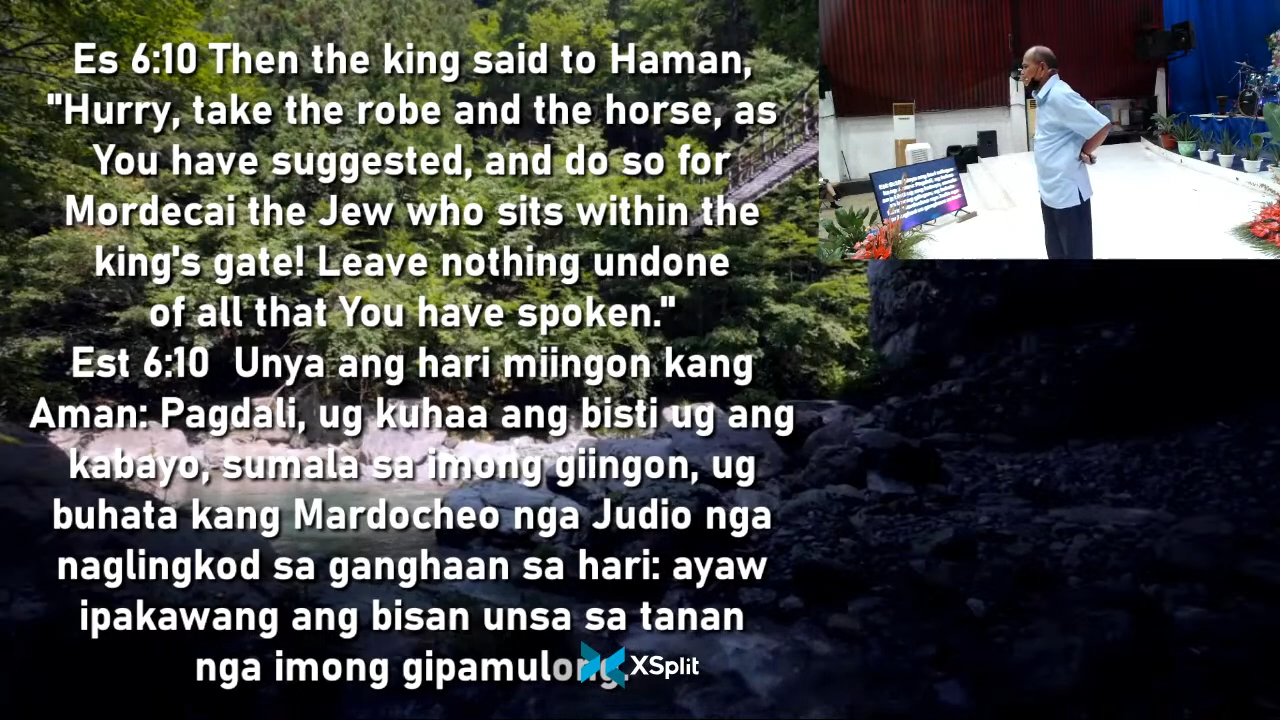 Es 6:10 Then the king said to Haman,
"Hurry, take the robe and the horse, as
You have suggested, and do so for
Mordecai the Jew who sits within the
king's gate! Leave nothing undone
of all that You have spoken."
Est 6:10 Unya ang hari miingon kang
Aman: Pagdali, ug kuhaa ang bisti ug ang
kabayo, sumala sa imong giingon, ug
buhata kang Mardocheo nga Judio nga
naglingkod sa ganghaan sa hari: ayaw
ipakawang ang bisan unsa sa tanan
nga imong gipamulong.
XSplit